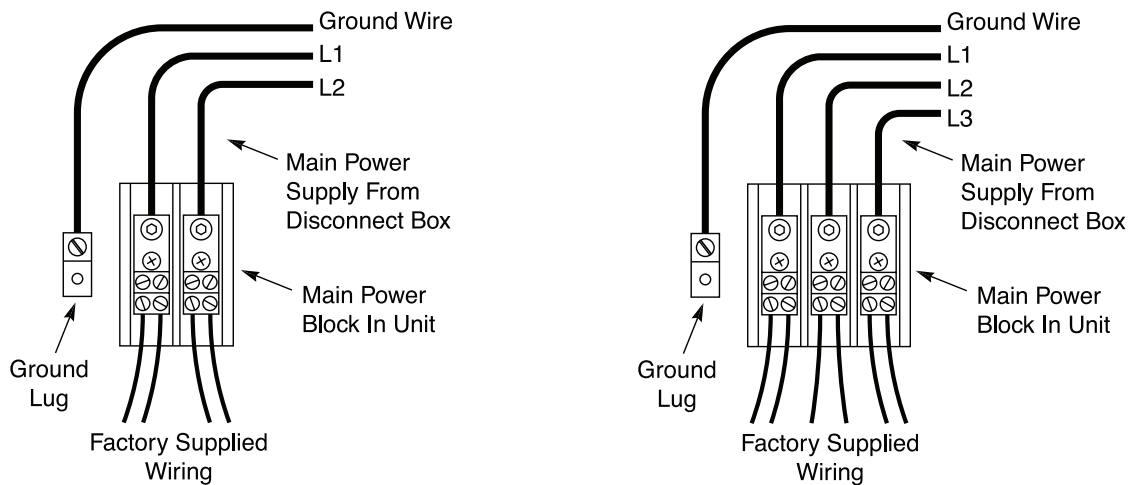 Ground Wire
L1
L2
Main Power
Supply From
Disconnect Box
Main Power
Block In Unit
Ground
Lug
Factory Supplied
Wiring
Ground Wire
L1
L2
L3
Main Power
Supply From
Disconnect Box
Main Power
Block In Unit
Ground
Lug
Factory Supplied
Wiring